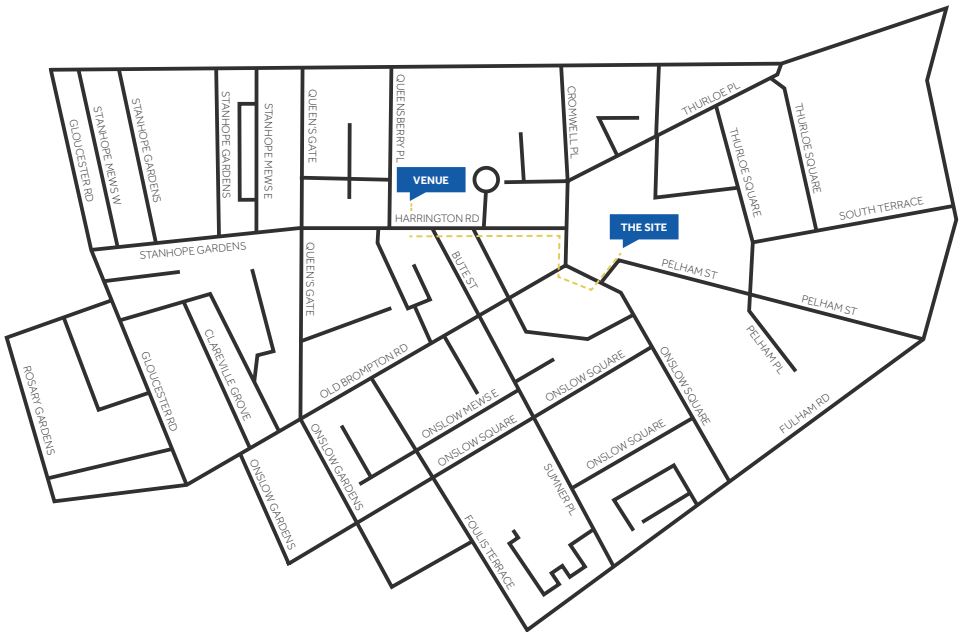 GLOUCESTER RD
STANHOPE MEWS W
STANHOPE GARDENS
STANHOPE GARDENS
STANHOPE MEWS E
QUEEN'S GATE
QUEENSBERRY PL
CROMWELL PL
THURLOE PL
THURLOE SQUARE
THURLOE SQUARE
VENUE
HARRINGTON RD
THE SITE
SOUTH TERRACE
STANHOPE GARDENS
QUEEN'S GATE
BUTE ST
PELHAM ST
PELHAM ST
PELHAM PL
ROSARY GARDENS
GLOUCESTER RD
CLAREVILLE GROVE
OLD BROMPTON RD
ONSLOW SQUARE
ONSLOW SQUARE
ONSLOW MEWS E
ONSLOW SQUARE
ONSLOW SQUARE
FULHAM RD
ONSLOW GARDENS
ONSLOW GARDENS
SUMNER PL
FOULIS TERRACE